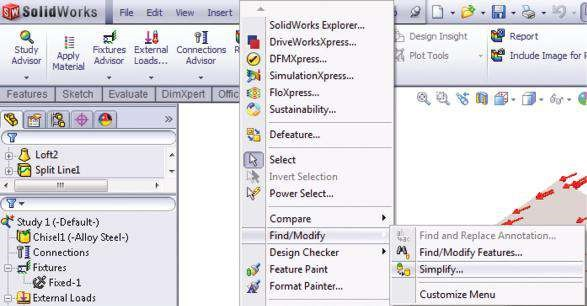 SolidWorks File Edit View Insert
SolidWorks Explorer...
DriveWorksXpress...
DFMXpress...
SimulationXpress...
FloXpress...
Sustainability...
Defeature...
Select
Invert Selection
Power Select...
Compare
Find/Modify
Design Checker
Feature Paint
Format Painter...
Find and Replace Annotation...
Find/Modify Features...
Simplify...
Customize Menu
Study Advisor
Apply Material
Fixtures Advisor
External Loads...
Connections Advisor
Design Insight
Plot Tools
Report
Include Image for
Features Sketch Evaluate DimXpert Offic
Loft2
Split Line1
Study 1 (-Default-)
Chisel1 (-Alloy Steel-)
Connections
Fixtures
Fixed-1
External Loads